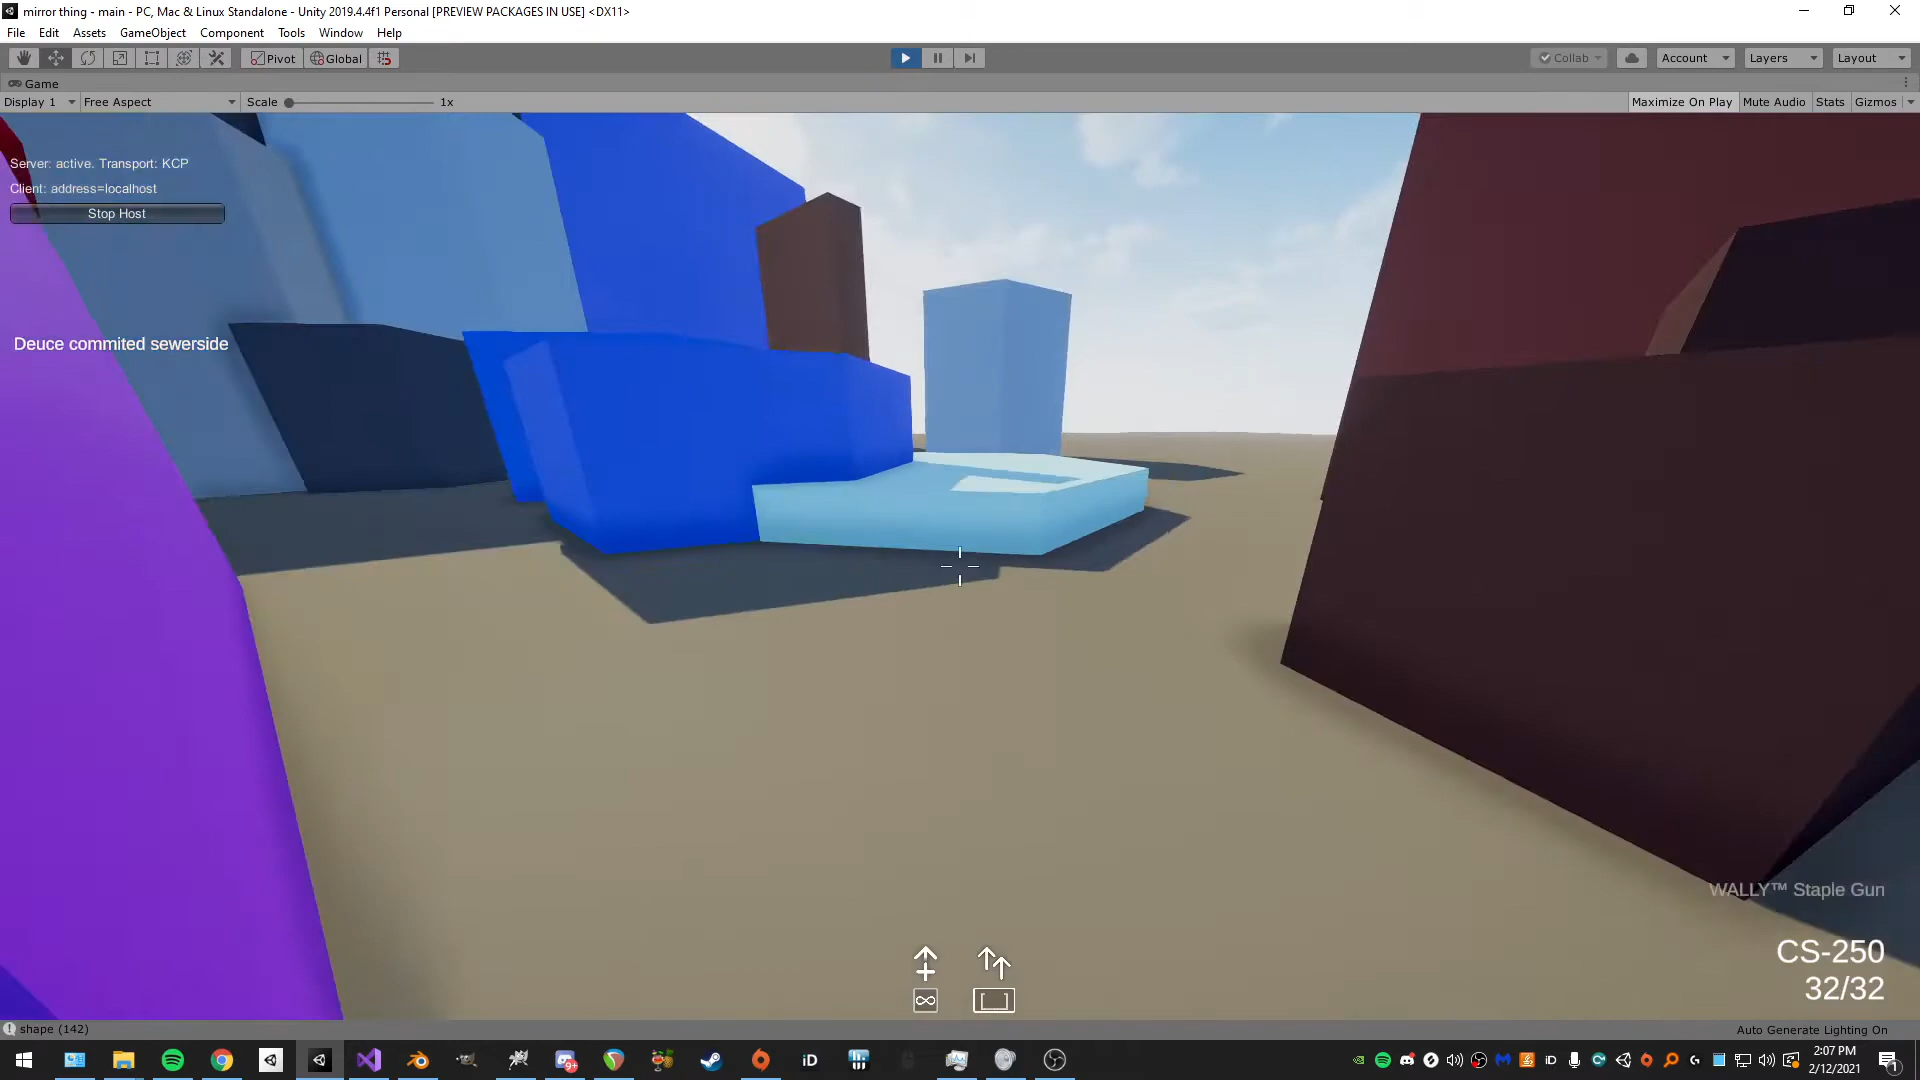 mirror thing - main - PC, Mac & Linux Standalone - Unity 2019.4.4f1 Personal [PREVIEW PACKAGES IN USE] <DX11>
File Edit Assets GameObject Component Tools Window Help
Pivot Global Collab Account Layers Layout
Game
Display 1 Free Aspect Scale 1x Maximize On Play Mute Audio Stats Gizmos
Server: active. Transport: KCP
Client: address=localhost
Stop Host
Deuce commited sewerside
WALLY™ Staple Gun
CS-250
32/32
shape (142) Auto Generate Lighting On
iD
2:07 PM
2/12/2021